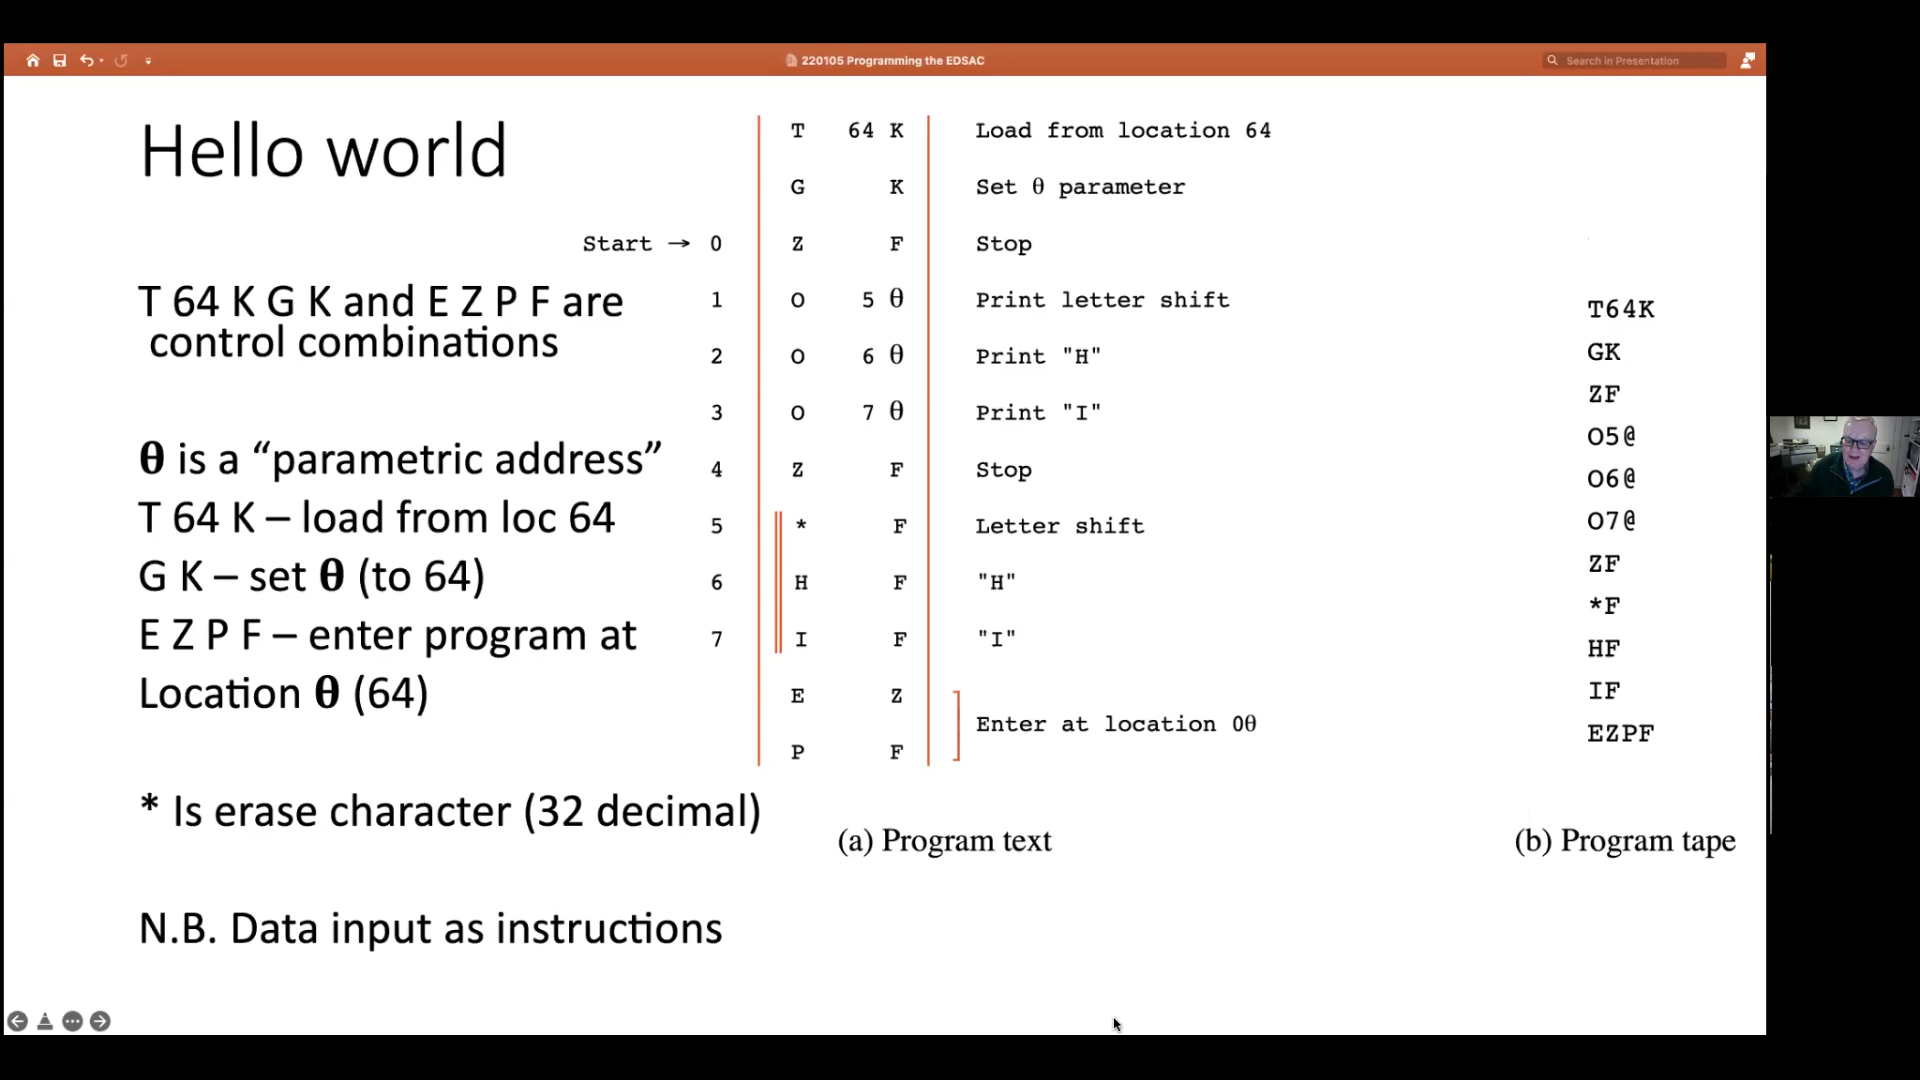 220105 Programming the EDSAC
Search in Presentation
Hello world
T 64 K G K and E Z P F are
control combinations
θ is a “parametric address”
T 64 K – load from loc 64
G K – set θ (to 64)
E Z P F – enter program at
Location θ (64)
* Is erase character (32 decimal)
N.B. Data input as instructions
T 64 K Load from location 64
G K Set θ parameter
Start → 0 Z F Stop
1 O 5 θ Print letter shift
2 O 6 θ Print "H"
3 O 7 θ Print "I"
4 Z F Stop
5 * F Letter shift
6 H F "H"
7 I F "I"
E Z
Enter at location 0θ
P F
(a) Program text
T64K
GK
ZF
O5@
O6@
O7@
ZF
*F
HF
IF
EZPF
(b) Program tape